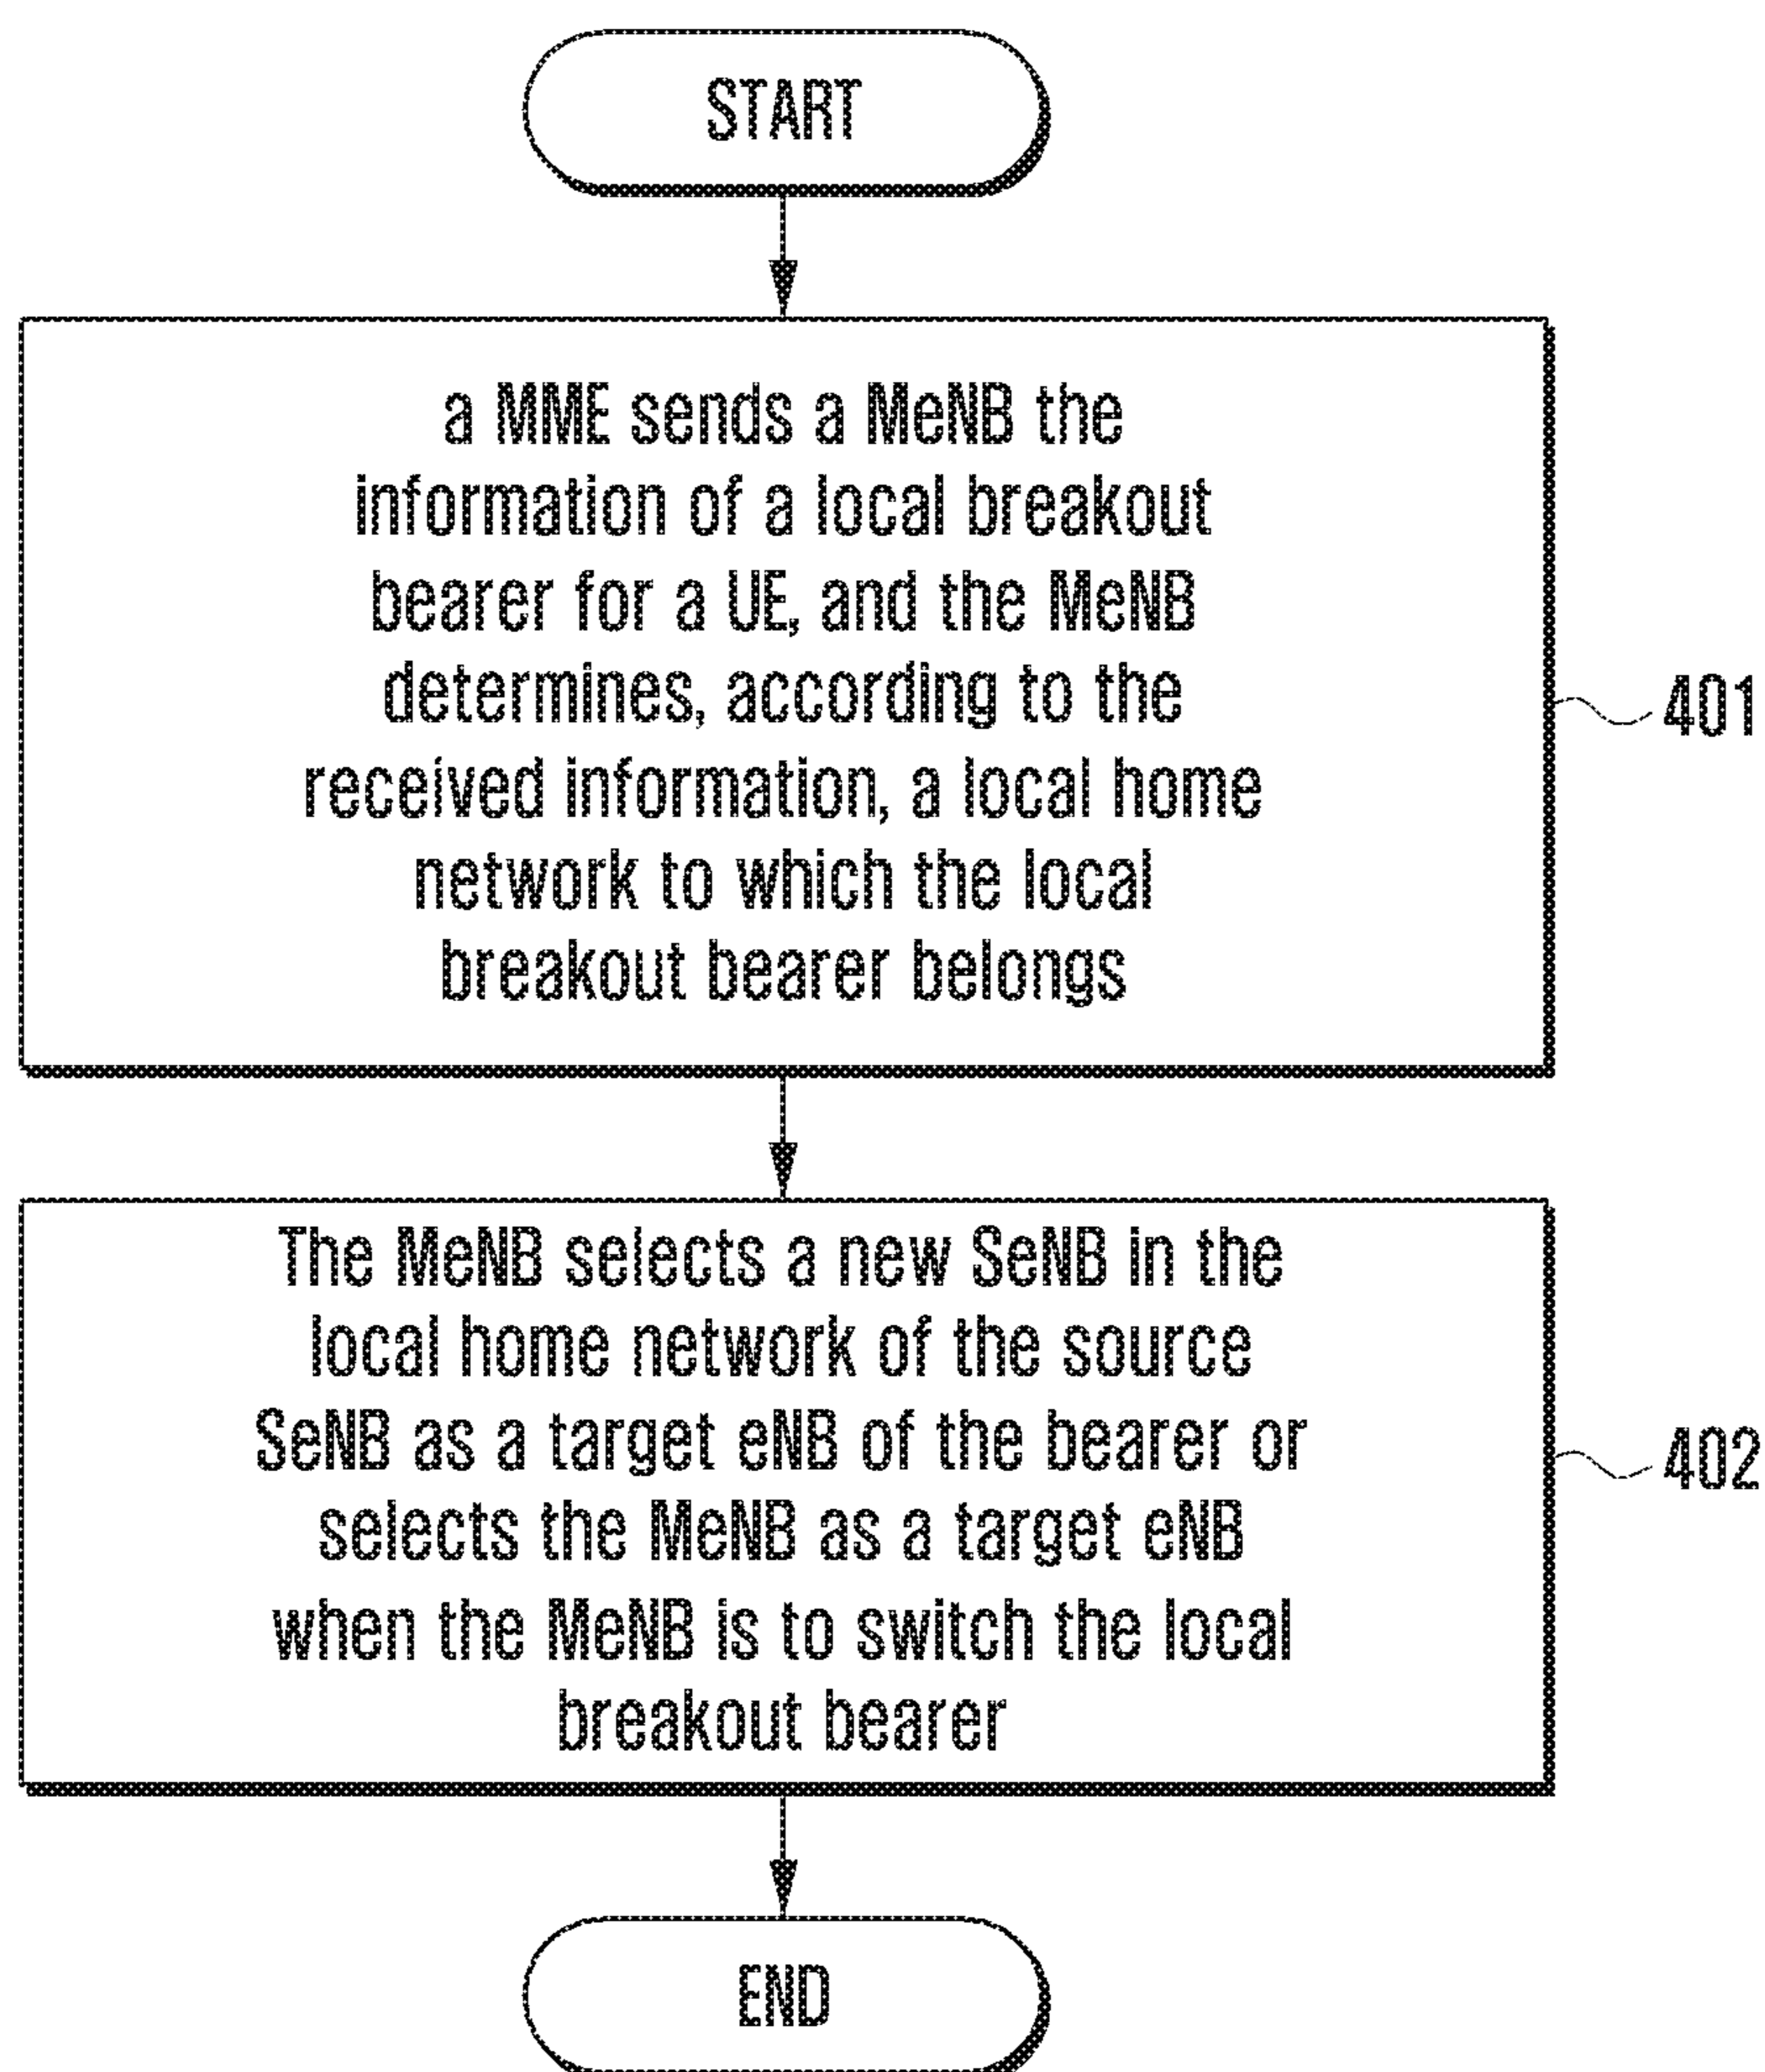 START
a MME sends a MeNB the
information of a local breakout
bearer for a UE, and the MeNB
determines, according to the
received information, a local home
network to which the local
breakout bearer belongs
401
The MeNB selects a new SeNB in the
local home network of the source
SeNB as a target eNB of the bearer or
selects the MeNB as a target eNB
when the MeNB is to switch the local
breakout bearer
402
END